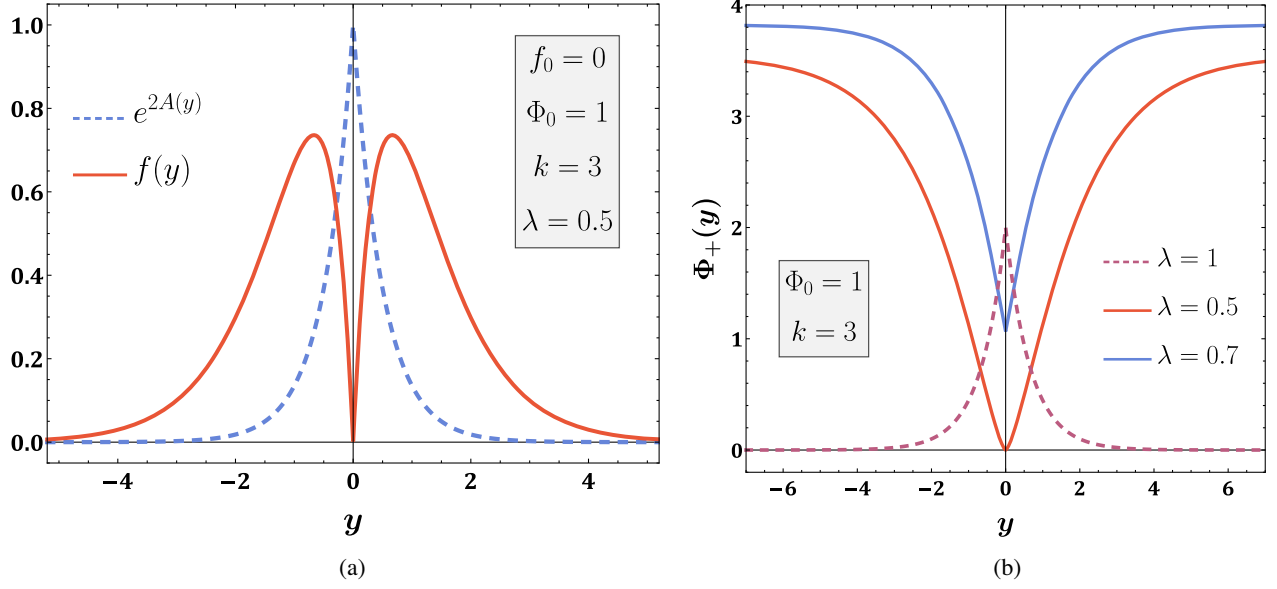 1.0
0.8
0.6
0.4
0.2
0.0
e^{2A(y)}
f(y)
f_0 = 0
Φ_0 = 1
k = 3
λ = 0.5
−4 −2 0 2 4
y
(a)
4
3
2
1
0
Φ_+(y)
Φ_0 = 1
k = 3
λ = 1
λ = 0.5
λ = 0.7
−6 −4 −2 0 2 4 6
y
(b)